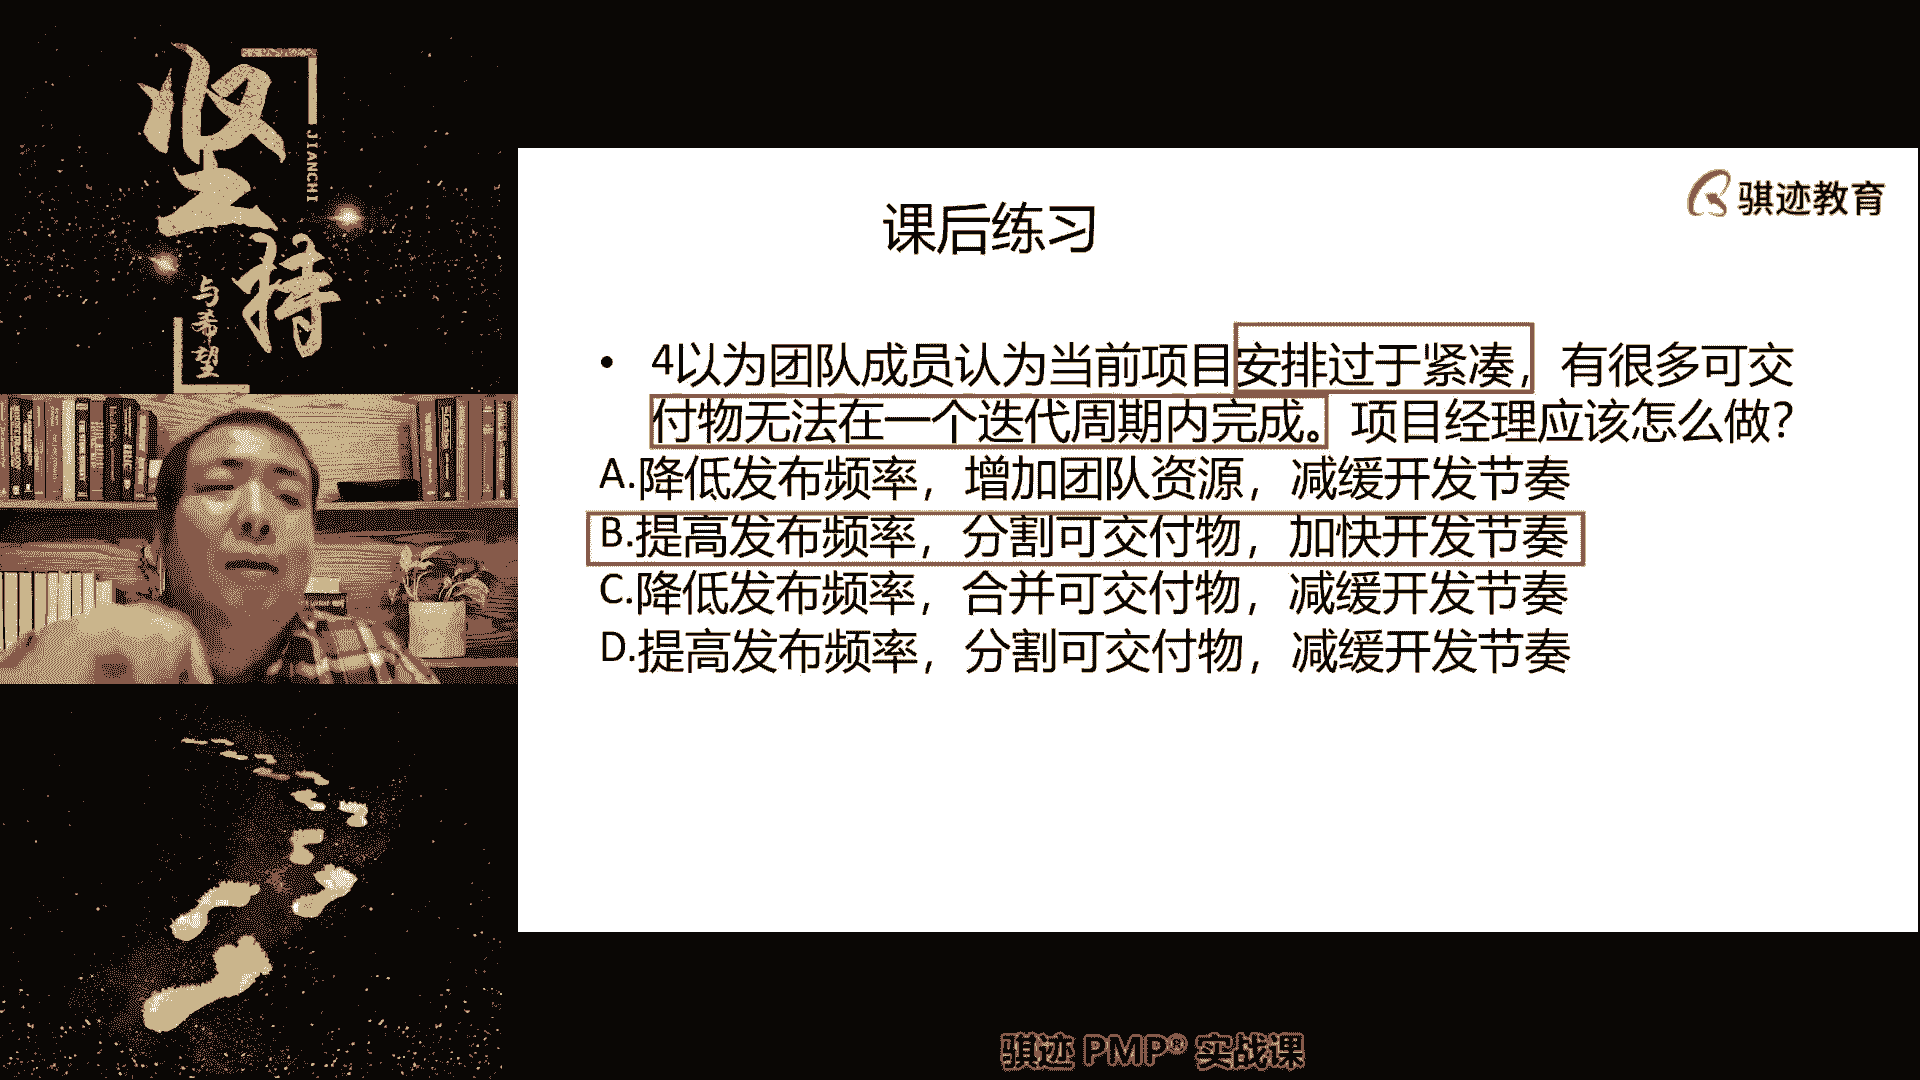 坚持
JIANCHI
与希望
骐迹教育
课后练习
• 4以为团队成员认为当前项目安排过于紧凑，有很多可交
付物无法在一个迭代周期内完成。项目经理应该怎么做?
A.降低发布频率，增加团队资源，减缓开发节奏
B.提高发布频率，分割可交付物，加快开发节奏
C.降低发布频率，合并可交付物，减缓开发节奏
D.提高发布频率，分割可交付物，减缓开发节奏
骐迹 PMP® 实战课